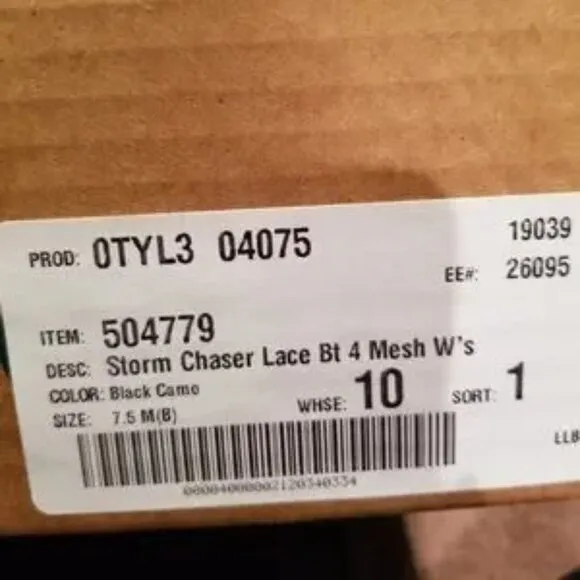 PROD: 0TYL3 04075
19039
EE#: 26095
ITEM: 504779
DESC: Storm Chaser Lace Bt 4 Mesh W's
COLOR: Black Camo
SIZE: 7.5 M(B)
WHSE: 10
SORT: 1
LLB
00004000002120340334